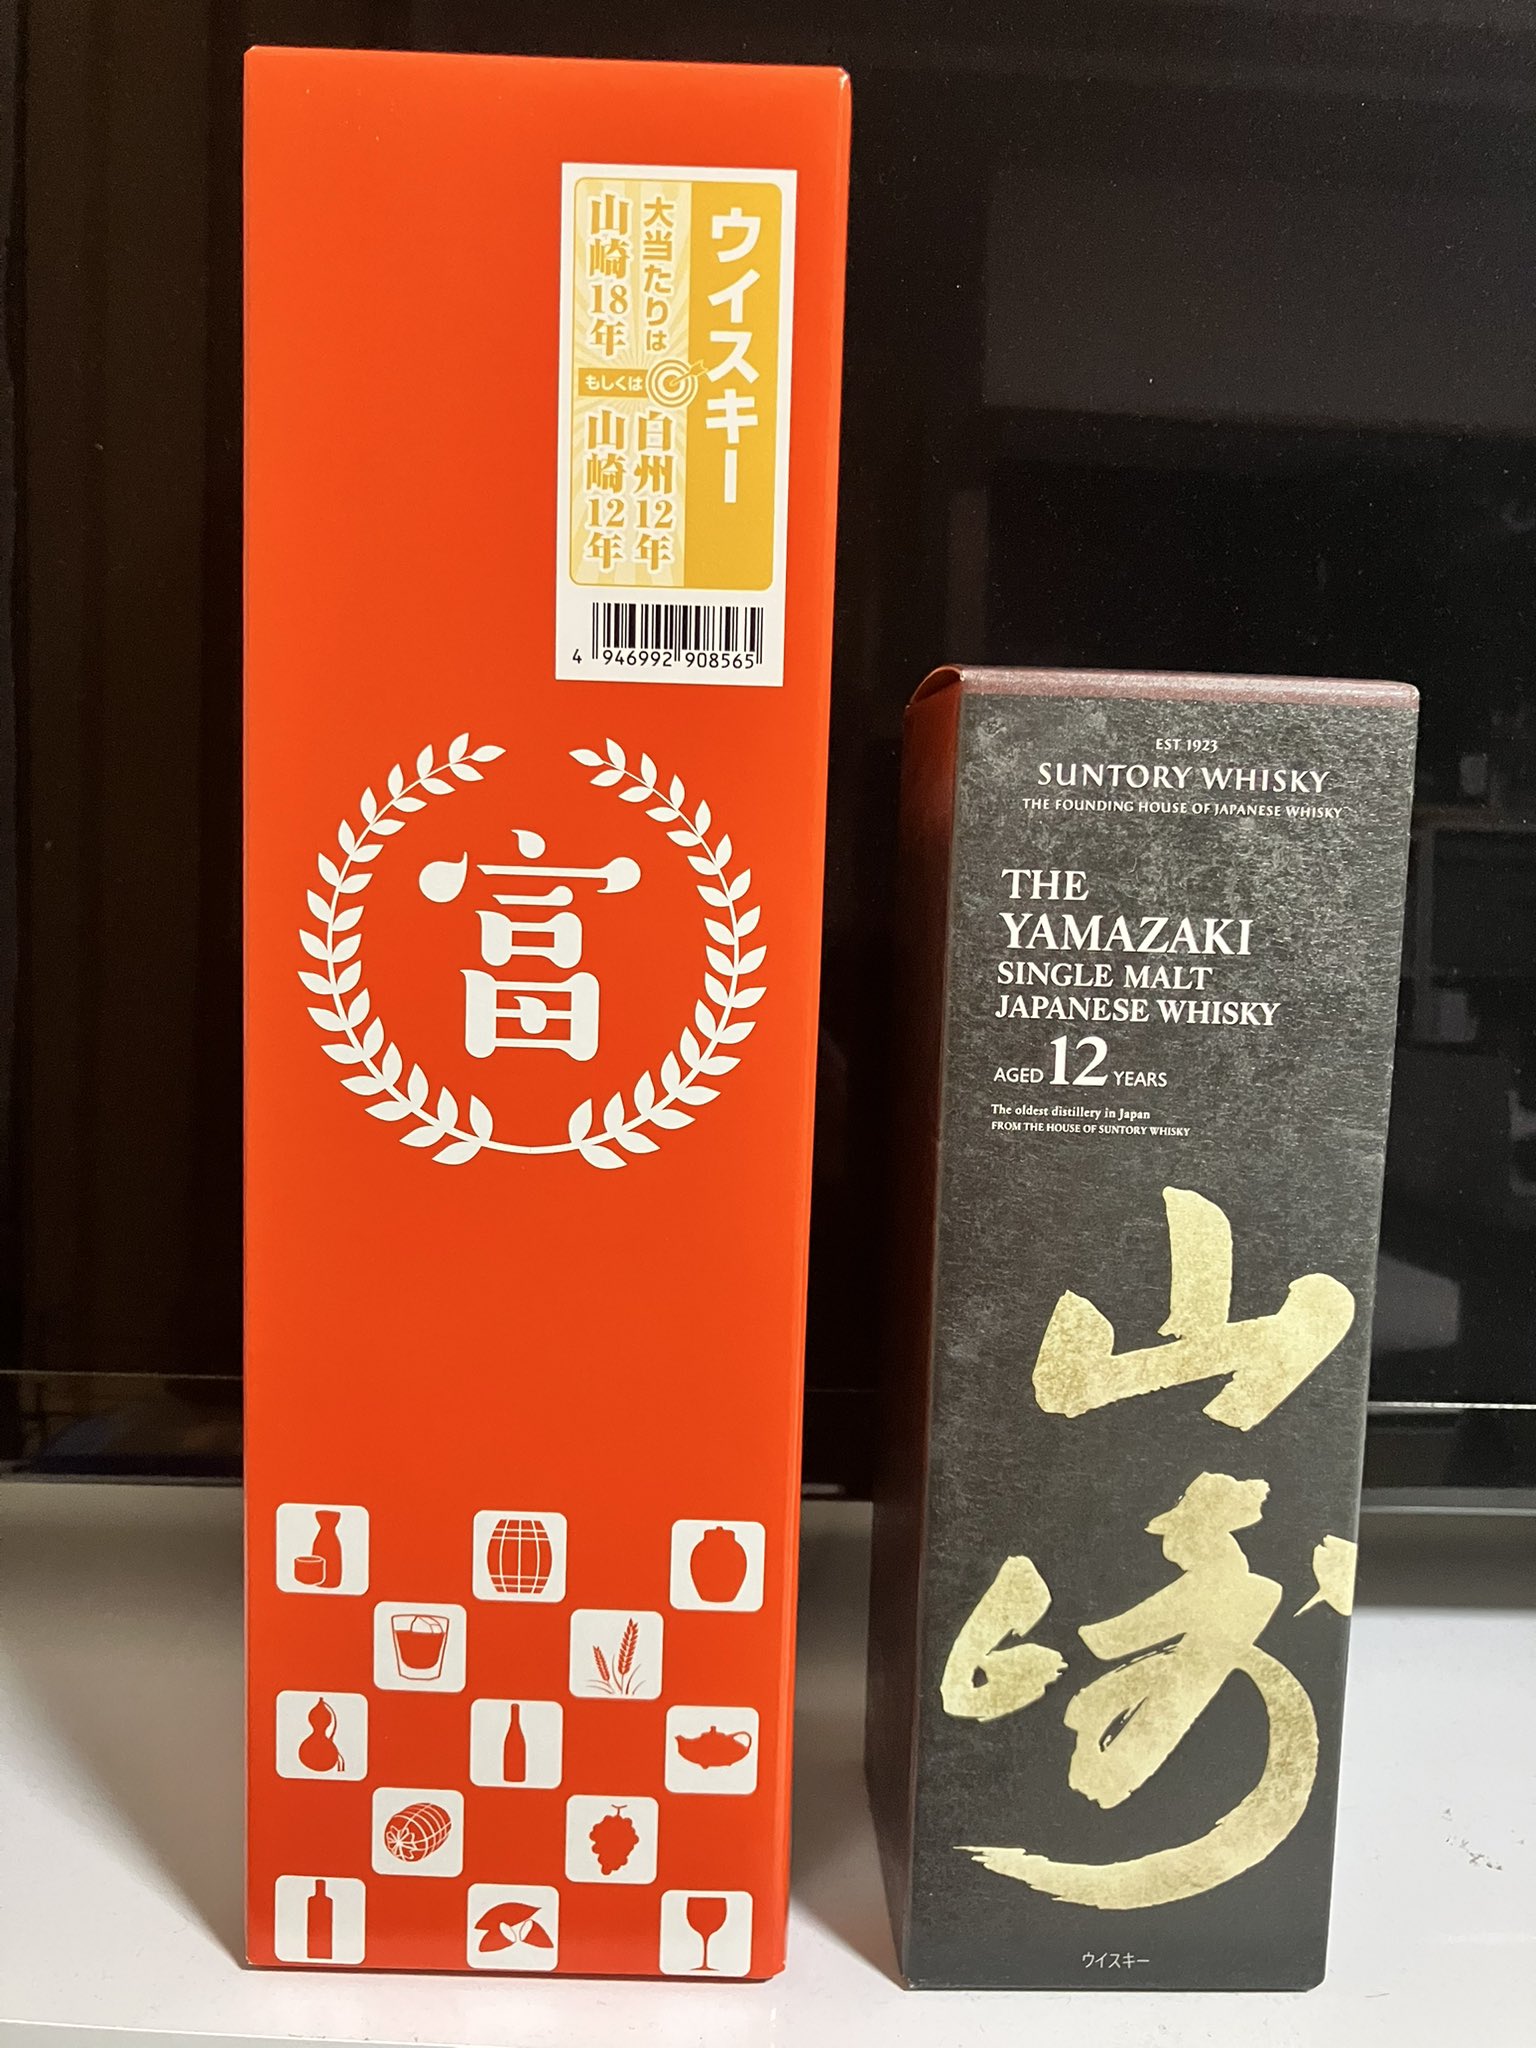 ウイスキー
大当たりは
山崎18年
もしくは
白州12年
山崎12年
4 946992 908565
富
EST 1923
SUNTORY WHISKY
THE FOUNDING HOUSE OF JAPANESE WHISKY
THE
YAMAZAKI
SINGLE MALT
JAPANESE WHISKY
AGED 12 YEARS
The oldest distillery in Japan
FROM THE HOUSE OF SUNTORY WHISKY
山崎
ウイスキー